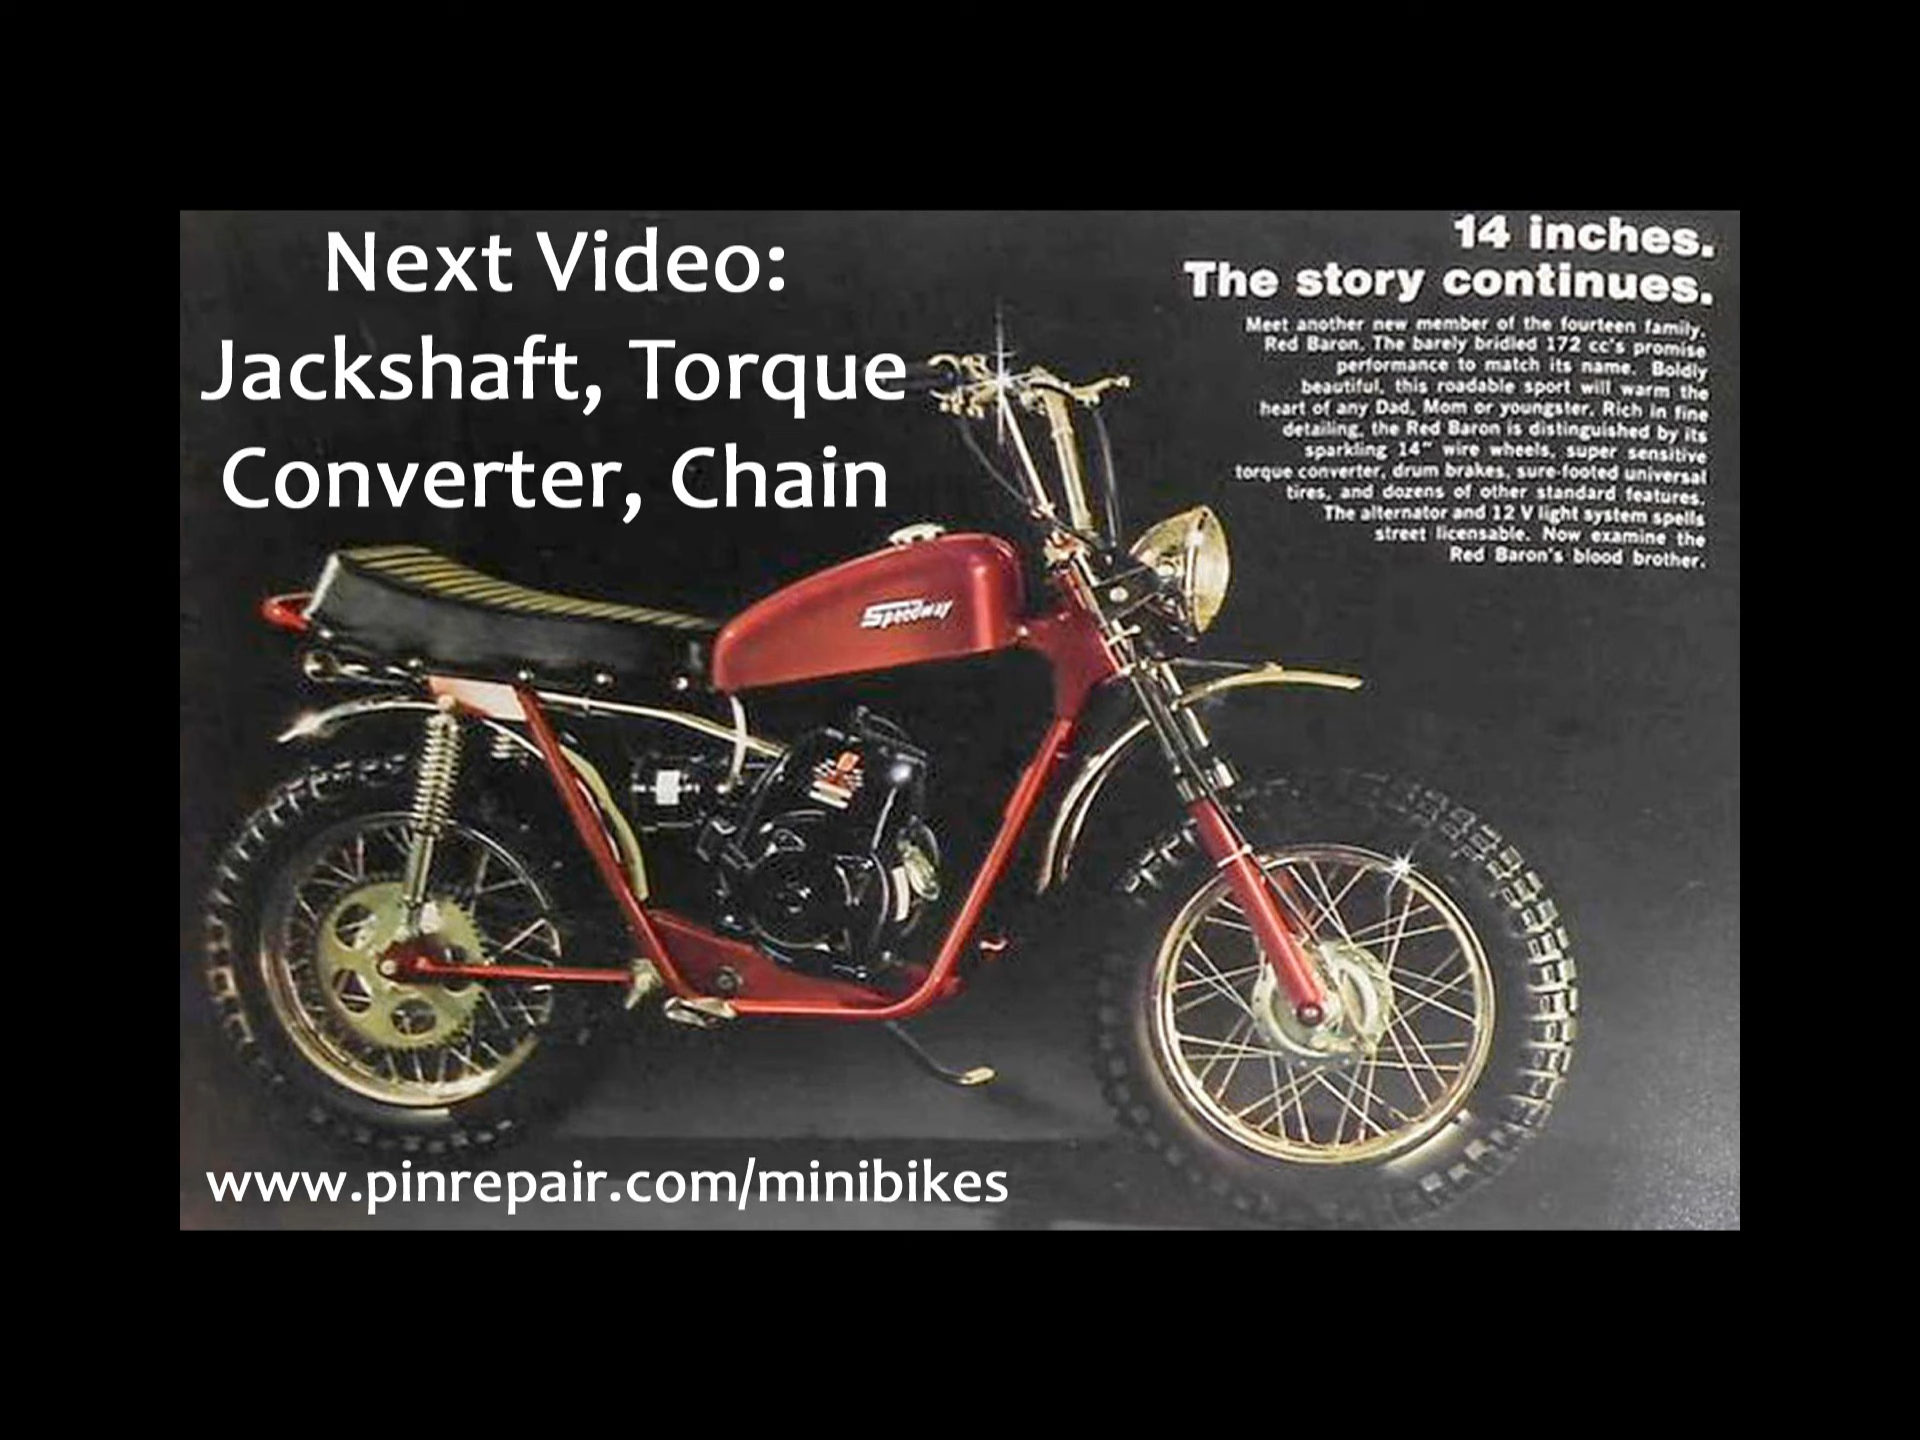 Next Video:
Jackshaft, Torque
Converter, Chain
14 inches.
The story continues.
Meet another new member of the fourteen family.
Red Baron. The barely bridled 172 cc's promise
performance to match its name. Boldly
beautiful, this roadable sport will warm the
heart of any Dad, Mom or youngster. Rich in fine
detailing, the Red Baron is distinguished by its
sparkling 14" wire wheels, super sensitive
torque converter, drum brakes, sure-footed universal
tires, and dozens of other standard features.
The alternator and 12 V light system spells
street licensable. Now examine the
Red Baron's blood brother.
Speedway
www.pinrepair.com/minibikes